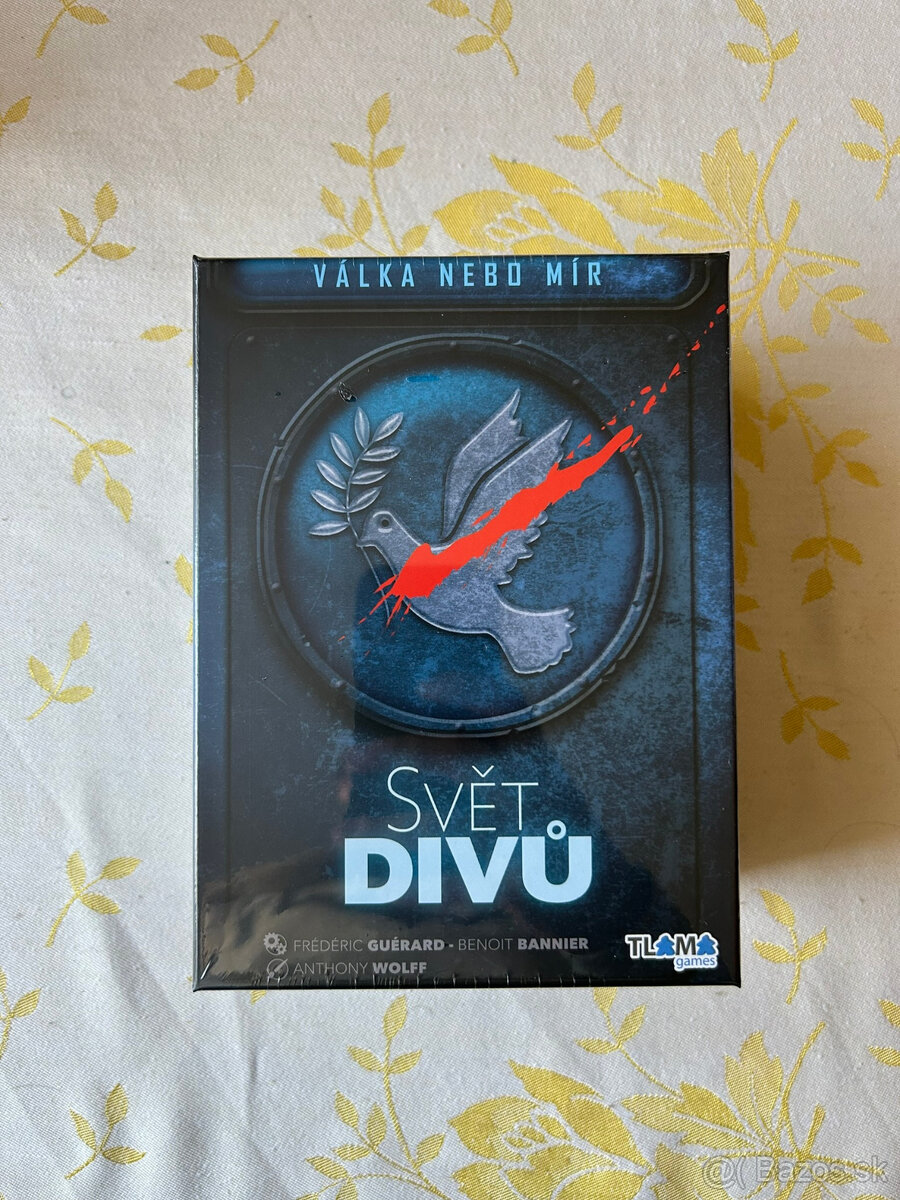 VÁLKA NEBO MÍR
SVĚT
DIVŮ
FRÉDÉRIC GUÉRARD - BENOIT BANNIER
ANTHONY WOLFF
TLAMA
games
@( Bazos.sk